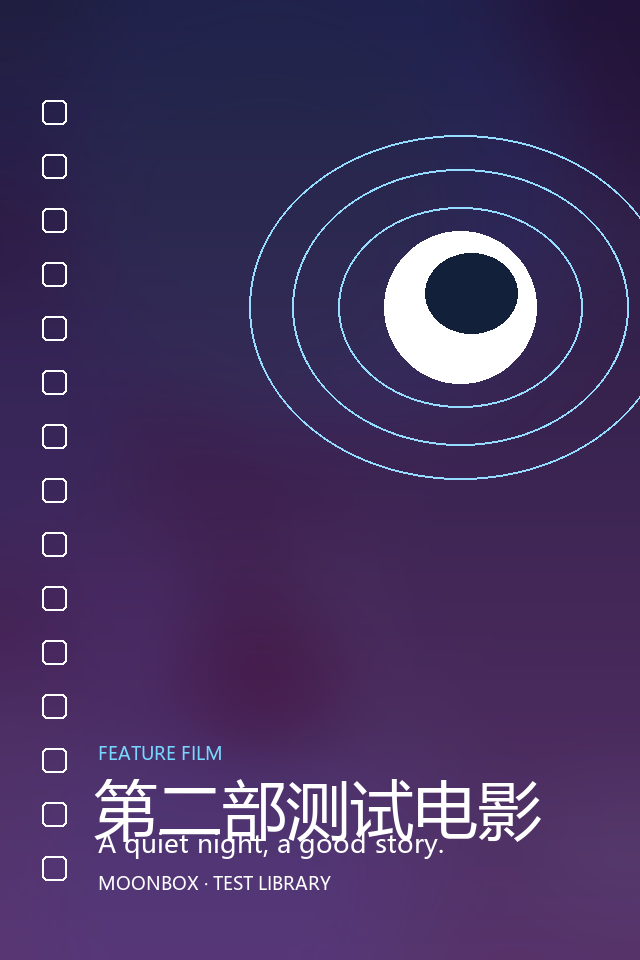 FEATURE FILM
第二部测试电影
A quiet night, a good story.
MOONBOX · TEST LIBRARY